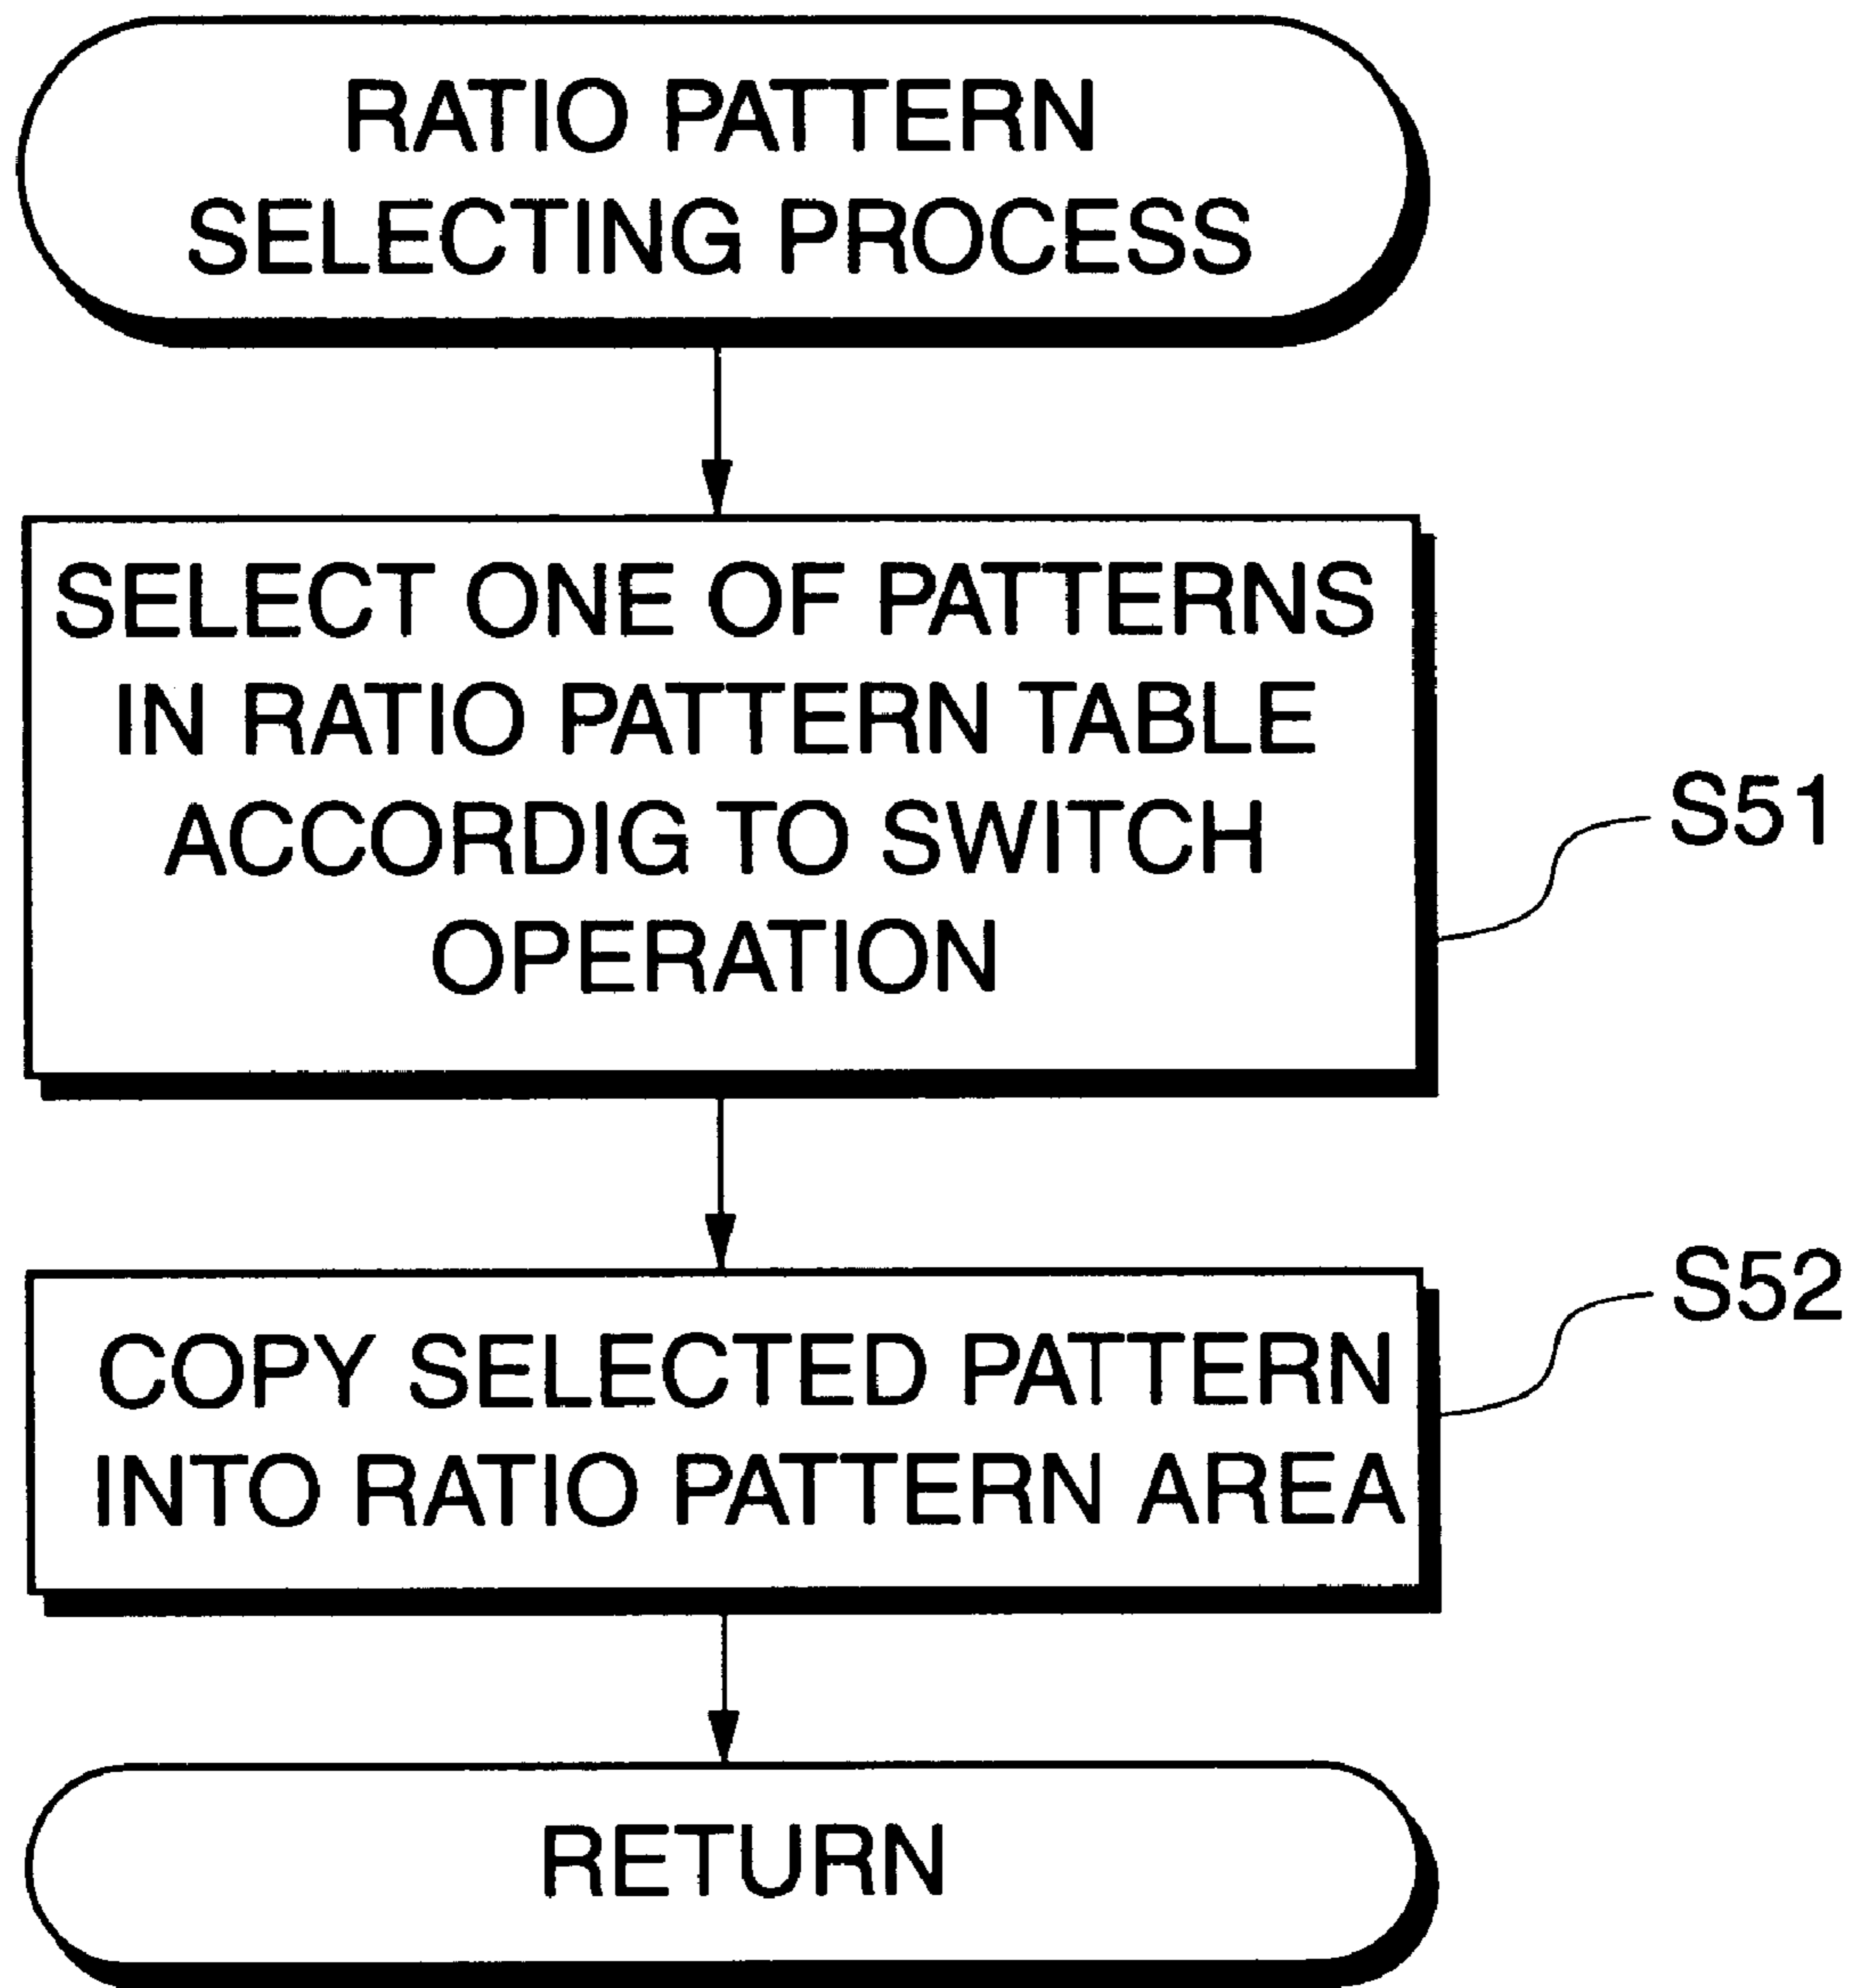 RATIO PATTERN
SELECTING PROCESS
SELECT ONE OF PATTERNS
IN RATIO PATTERN TABLE
ACCORDIG TO SWITCH
OPERATION
S51
COPY SELECTED PATTERN
INTO RATIO PATTERN AREA
S52
RETURN